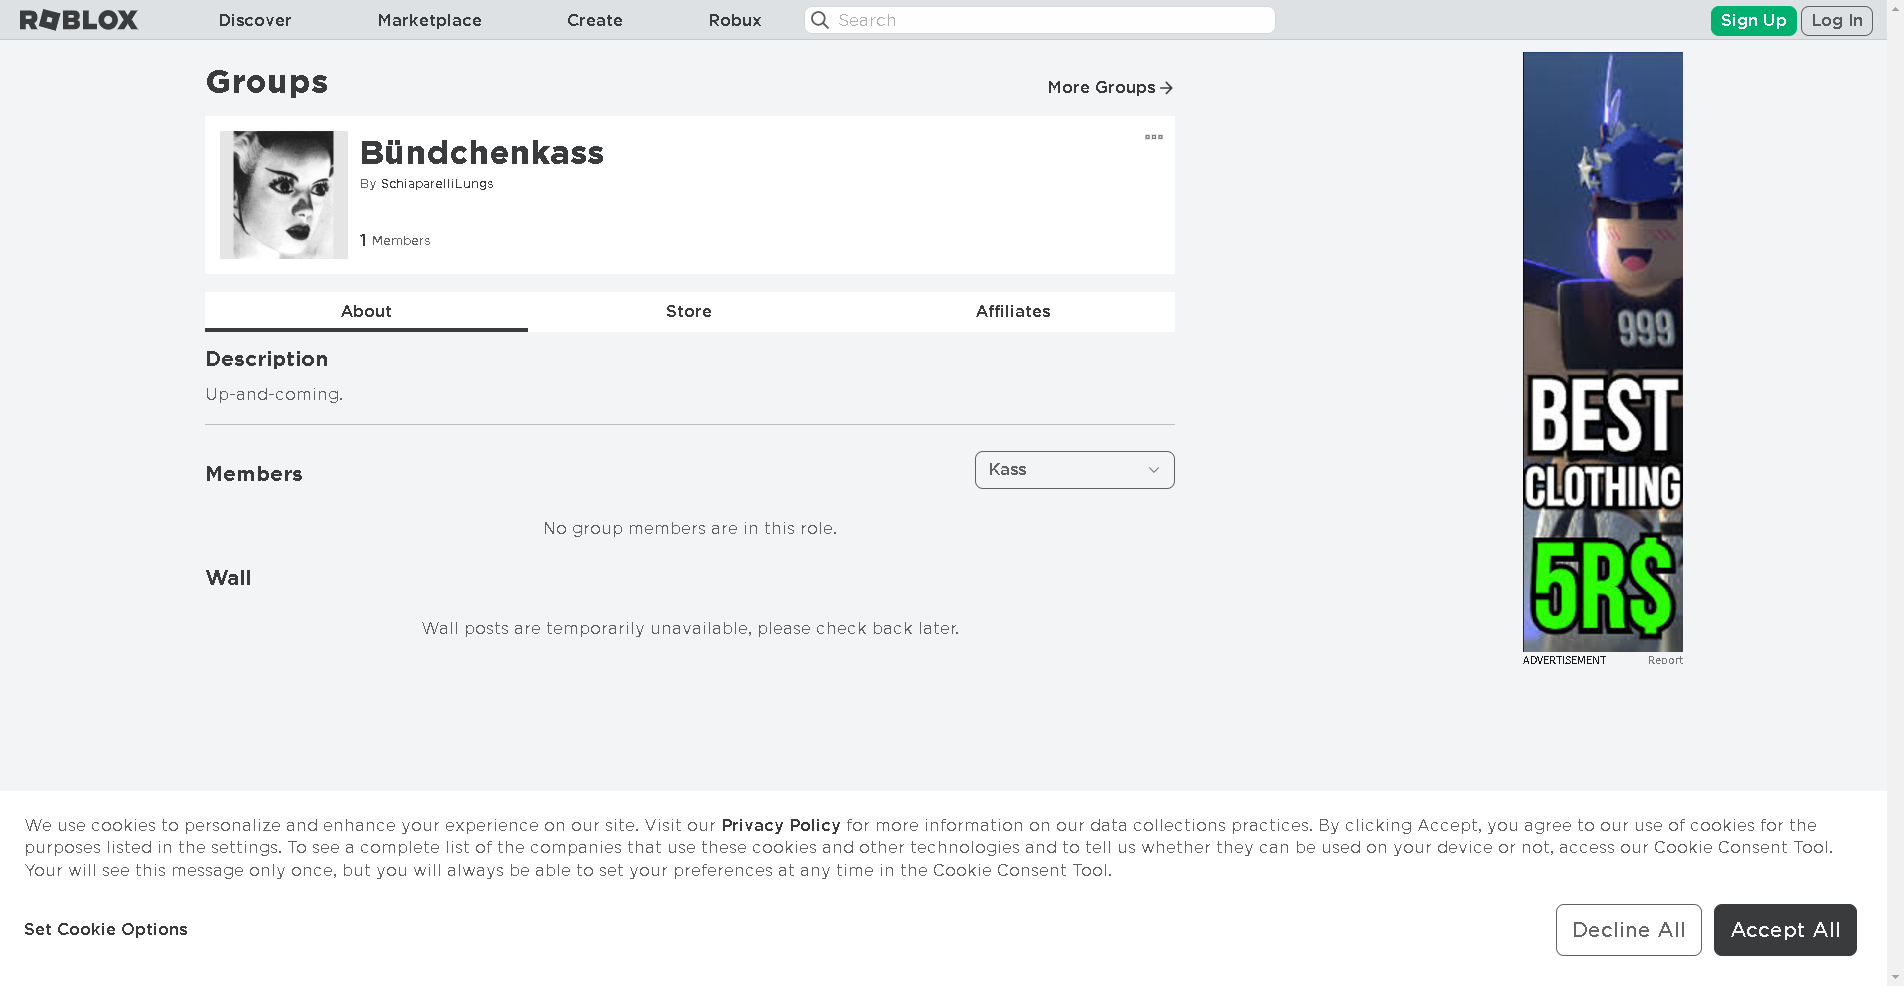 ROBLOX Discover Marketplace Create Robux Search Sign Up Log In
Groups
More Groups
Bündchenkass
By SchiaparelliLungs
1 Members
About Store Affiliates
Description
Up-and-coming.
Members
Kass
No group members are in this role.
Wall
Wall posts are temporarily unavailable, please check back later.
999
BEST
CLOTHING
5R$
ADVERTISEMENT Report
We use cookies to personalize and enhance your experience on our site. Visit our Privacy Policy for more information on our data collections practices. By clicking Accept, you agree to our use of cookies for the
purposes listed in the settings. To see a complete list of the companies that use these cookies and other technologies and to tell us whether they can be used on your device or not, access our Cookie Consent Tool.
Your will see this message only once, but you will always be able to set your preferences at any time in the Cookie Consent Tool.
Set Cookie Options
Decline All Accept All